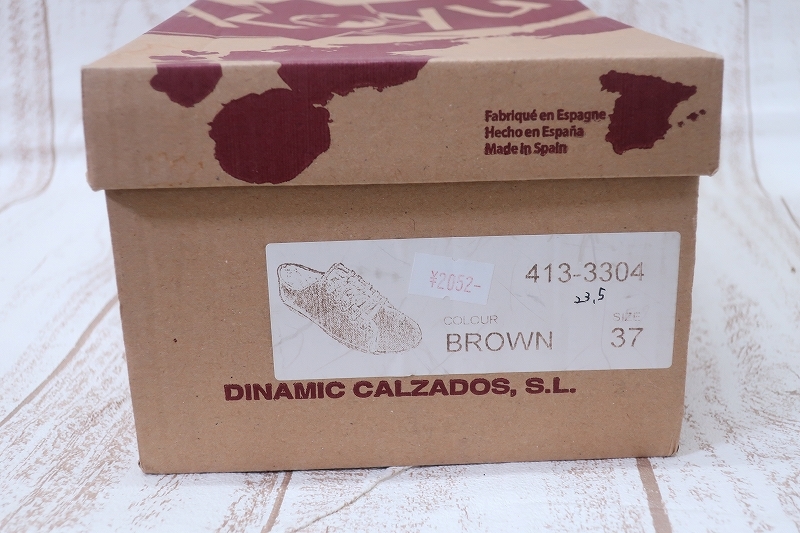 Fabriqué en Espagne
Hecho en España
Made in Spain
¥2052-
413-3304
23,5
COLOUR
SIZE
BROWN
37
DINAMIC CALZADOS, S.L.